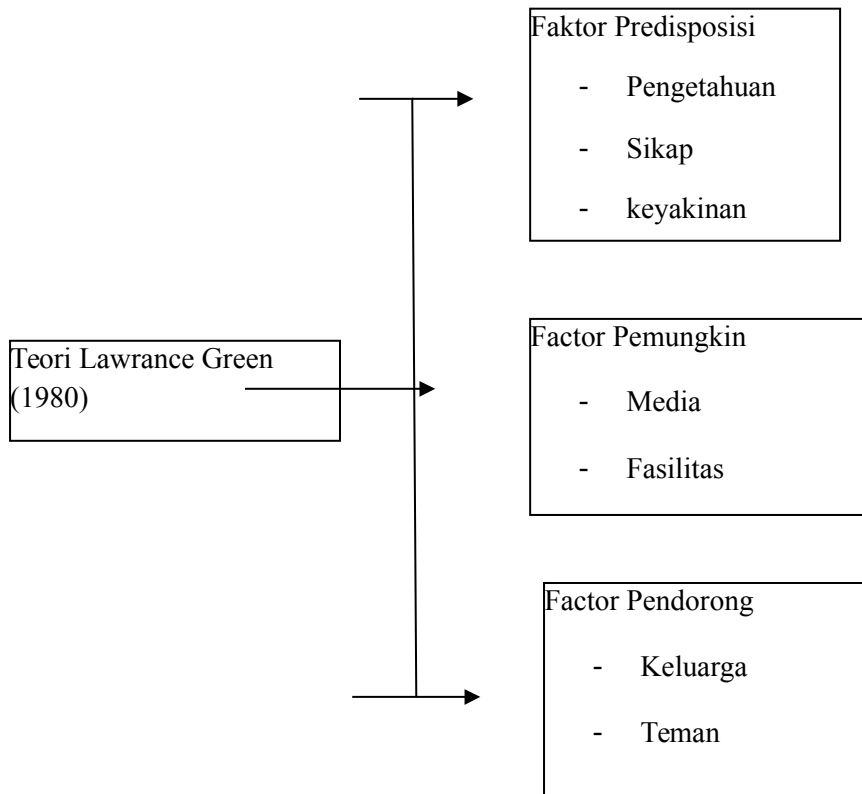 Faktor Predisposisi
- Pengetahuan
- Sikap
- keyakinan
Teori Lawrance Green
(1980)
Factor Pemungkin
- Media
- Fasilitas
Factor Pendorong
- Keluarga
- Teman